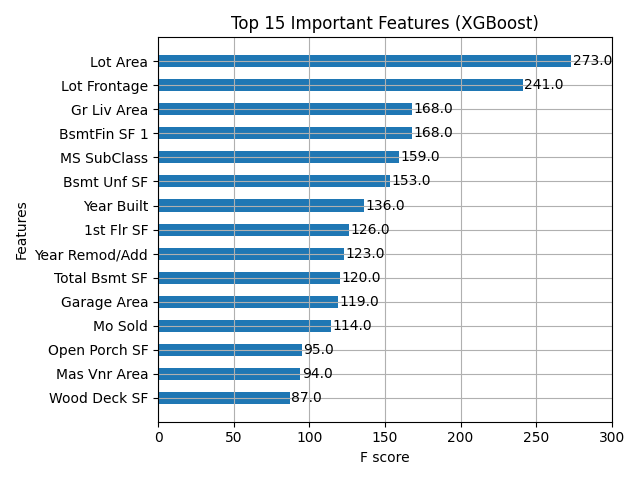 Top 15 Important Features (XGBoost)
Features
Lot Area 273.0
Lot Frontage 241.0
Gr Liv Area 168.0
BsmtFin SF 1 168.0
MS SubClass 159.0
Bsmt Unf SF 153.0
Year Built 136.0
1st Flr SF 126.0
Year Remod/Add 123.0
Total Bsmt SF 120.0
Garage Area 119.0
Mo Sold 114.0
Open Porch SF 95.0
Mas Vnr Area 94.0
Wood Deck SF 87.0
0 50 100 150 200 250 300
F score